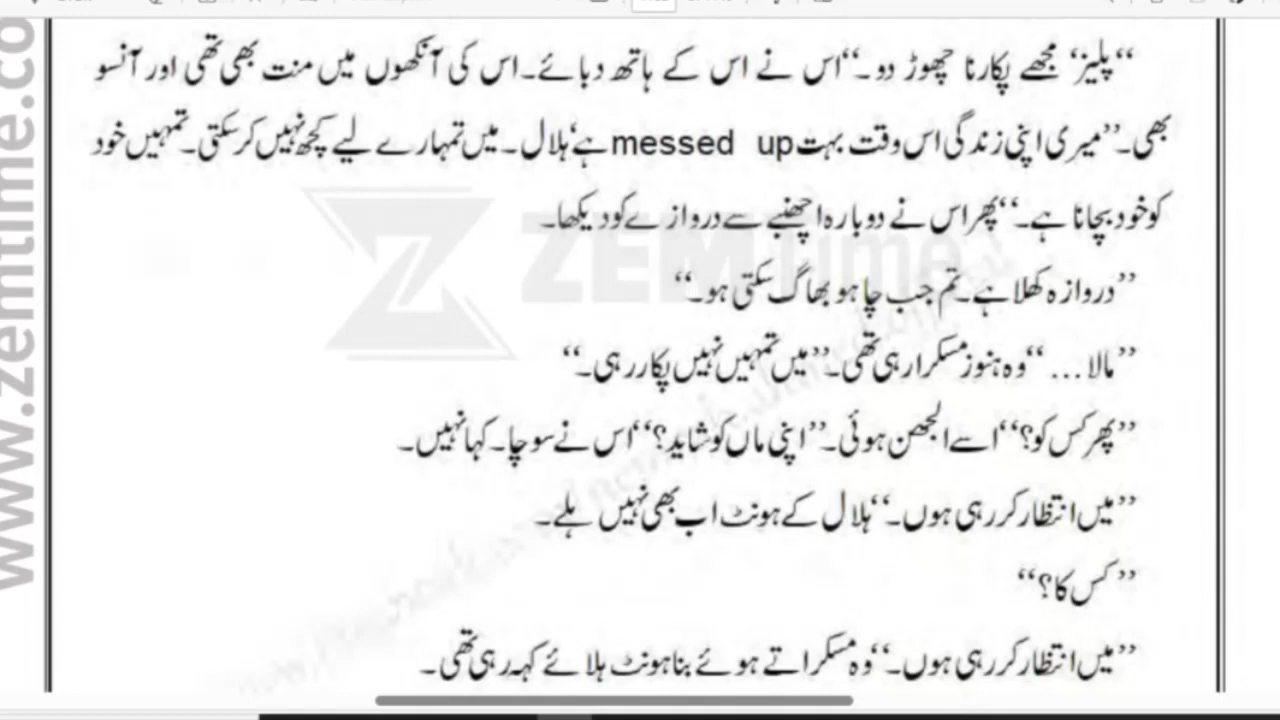 “پلیز‘ مجھے پکارنا چھوڑ دو۔“اس نے اس کے ہاتھ دبائے۔اس کی آنکھوں میں منت بھی تھی اور آنسو
بھی۔”میری اپنی زندگی اس وقت بہت messed up ہے‘ہلال۔میں تمہارے لیے کچھ نہیں کرسکتی۔تمہیں خود
کو خود بچانا ہے۔“پھر اس نے دوبارہ اچھنبے سے دروازے کو دیکھا۔
”دروازہ کھلا ہے۔تم جب چاہو بھاگ سکتی ہو۔“
”مالا...“وہ ہنوز مسکرا رہی تھی۔”میں تمہیں نہیں پکار رہی۔“
”پھر کس کو؟“اسے الجھن ہوئی۔”اپنی ماں کو شاید؟“اس نے سوچا۔کہا نہیں۔
”میں انتظار کر رہی ہوں۔“ہلال کے ہونٹ اب بھی نہیں ہلے۔
”کس کا؟“
”میں انتظار کر رہی ہوں۔“وہ مسکراتے ہوئے بنا ہونٹ ہلائے کہہ رہی تھی۔
www.zemtime.co
ZEMTime